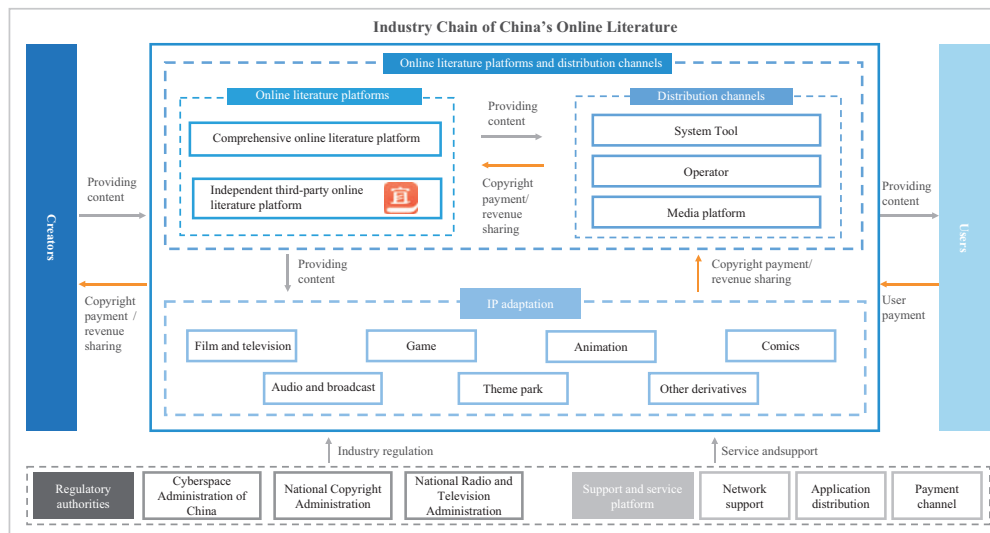 Industry Chain of China's Online Literature
Online literature platforms and distribution channels
Online literature platforms
Comprehensive online literature platform
Independent third-party online
literature platform
宜
Providing
content
Copyright
payment/
revenue
sharing
Distribution channels
System Tool
Operator
Media platform
Creators
Providing
content
Copyright
payment /
revenue
sharing
Providing
content
User
payment
Users
Providing
content
Copyright payment/
revenue sharing
IP adaptation
Film and television
Game
Animation
Comics
Audio and broadcast
Theme park
Other derivatives
Industry regulation
Service andsupport
Regulatory
authorities
Cyberspace
Administration of
China
National Copyright
Administration
National Radio and
Television
Administration
Support and service
platform
Network
support
Application
distribution
Payment
channel